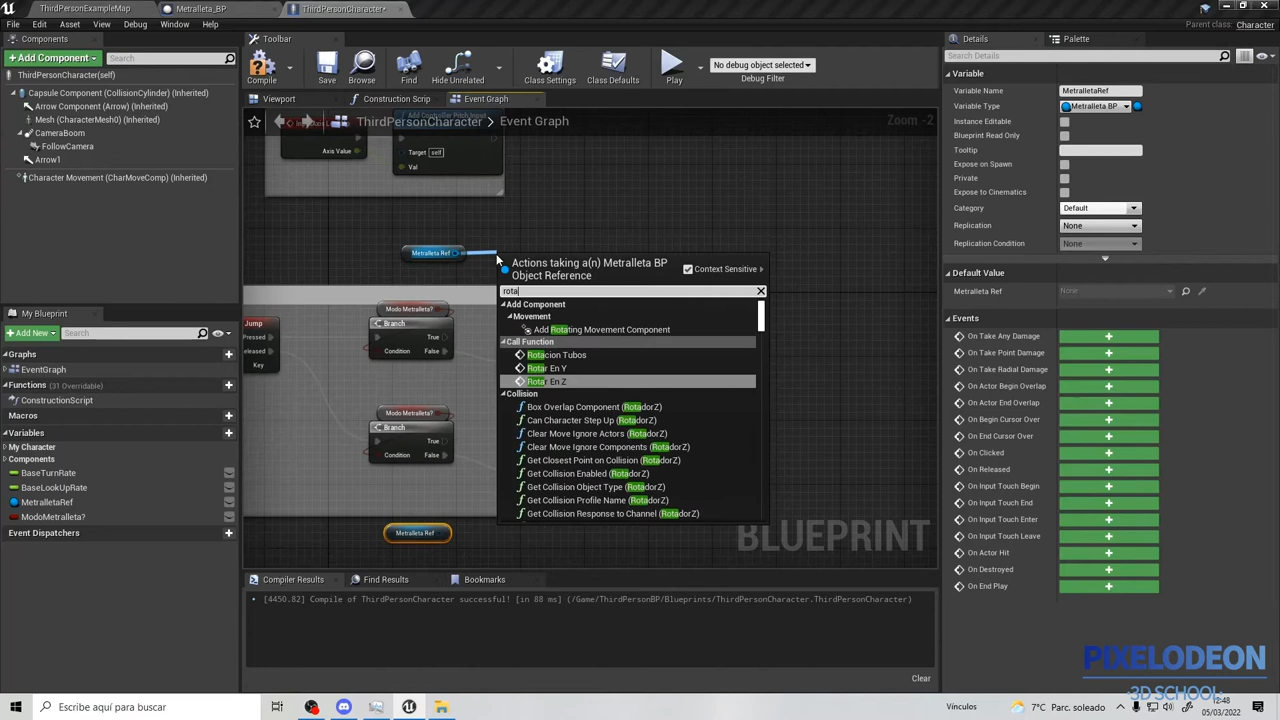 ThirdPersonExampleMap
Metralleta_BP
ThirdPersonCharacter*
File
Edit
Asset
View
Debug
Window
Help
Parent class: Character
Components
+ Add Component
Search
ThirdPersonCharacter(self)
Capsule Component (CollisionCylinder) (Inherited)
Arrow Component (Arrow) (Inherited)
Mesh (CharacterMesh0) (Inherited)
CameraBoom
FollowCamera
Arrow1
Character Movement (CharMoveComp) (Inherited)
Toolbar
Compile
Save
Browse
Find
Hide Unrelated
Class Settings
Class Defaults
Play
No debug object selected
Debug Filter
Viewport
Construction Scrip
Event Graph
ThirdPersonCharacter > Event Graph
Zoom -2
Axis Value
Add Controller Pitch Input
Target self
Val
Metralleta Ref
Jump
Pressed
Released
Key
Modo Metralleta?
Branch
True
Condition
False
Modo Metralleta?
Branch
True
Condition
False
Metralleta Ref
Actions taking a(n) Metralleta BP
Object Reference
Context Sensitive
rota
Add Component
Movement
Add Rotating Movement Component
Call Function
Rotacion Tubos
Rotar En Y
Rotar En Z
Collision
Box Overlap Component (RotadorZ)
Can Character Step Up (RotadorZ)
Clear Move Ignore Actors (RotadorZ)
Clear Move Ignore Components (RotadorZ)
Get Closest Point on Collision (RotadorZ)
Get Collision Enabled (RotadorZ)
Get Collision Object Type (RotadorZ)
Get Collision Profile Name (RotadorZ)
Get Collision Response to Channel (RotadorZ)
BLUEPRINT
My Blueprint
+ Add New
Search
Graphs
EventGraph
Functions (31 Overridable)
ConstructionScript
Macros
Variables
My Character
Components
BaseTurnRate
BaseLookUpRate
MetralletaRef
ModoMetralleta?
Event Dispatchers
Compiler Results
Find Results
Bookmarks
[4450.82] Compile of ThirdPersonCharacter successful! [in 88 ms] (/Game/ThirdPersonBP/Blueprints/ThirdPersonCharacter.ThirdPersonCharacter)
Clear
Details
Palette
Search Details
Variable
Variable Name
MetralletaRef
Variable Type
Metralleta BP
Instance Editable
Blueprint Read Only
Tooltip
Expose on Spawn
Private
Expose to Cinematics
Category
Default
Replication
None
Replication Condition
None
Default Value
Metralleta Ref
None
Events
On Take Any Damage
On Take Point Damage
On Take Radial Damage
On Actor Begin Overlap
On Actor End Overlap
On Begin Cursor Over
On End Cursor Over
On Clicked
On Released
On Input Touch Begin
On Input Touch End
On Input Touch Enter
On Input Touch Leave
On Actor Hit
On Destroyed
On End Play
PIXELODEON
3D SCHOOL
Escribe aquí para buscar
Vínculos
7°C Parc. soleado
12:48
05/03/2022